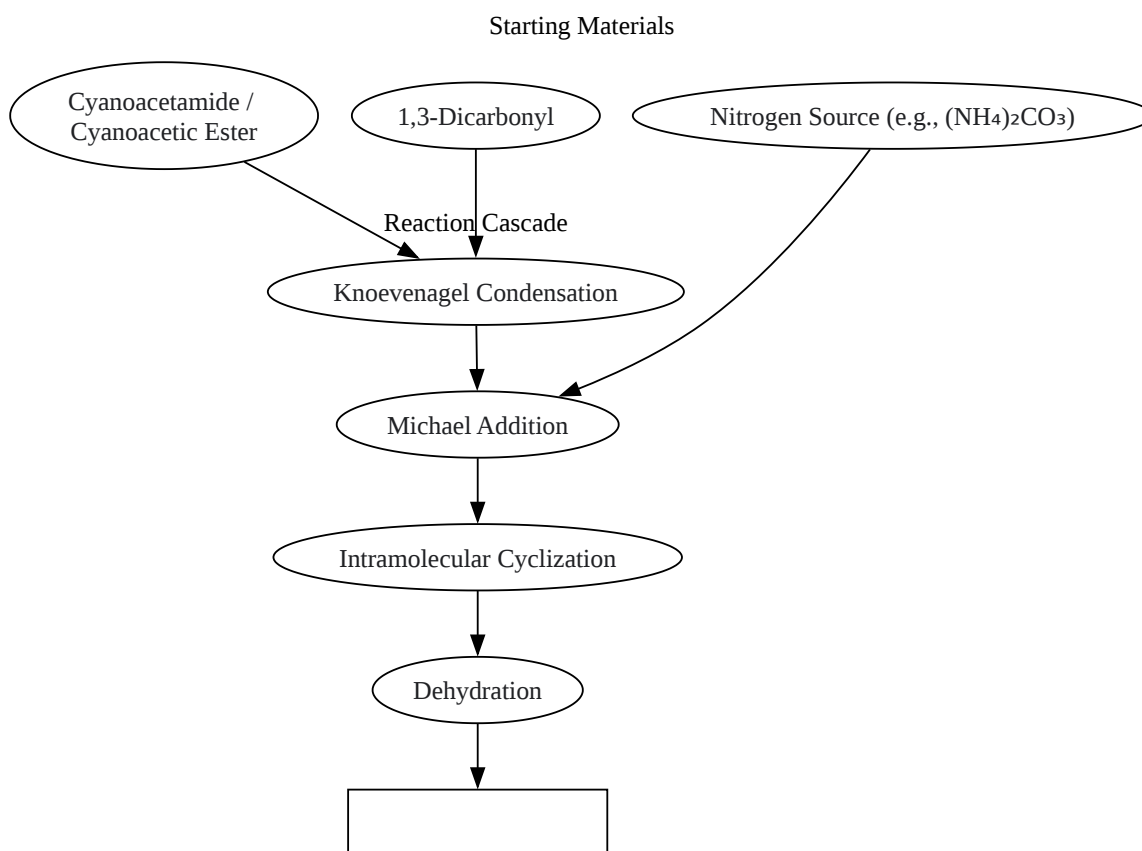 Starting Materials
Cyanoacetamide /
Cyanoacetic Ester
1,3-Dicarbonyl
Nitrogen Source (e.g., (NH₄)₂CO₃)
Reaction Cascade
Knoevenagel Condensation
Michael Addition
Intramolecular Cyclization
Dehydration